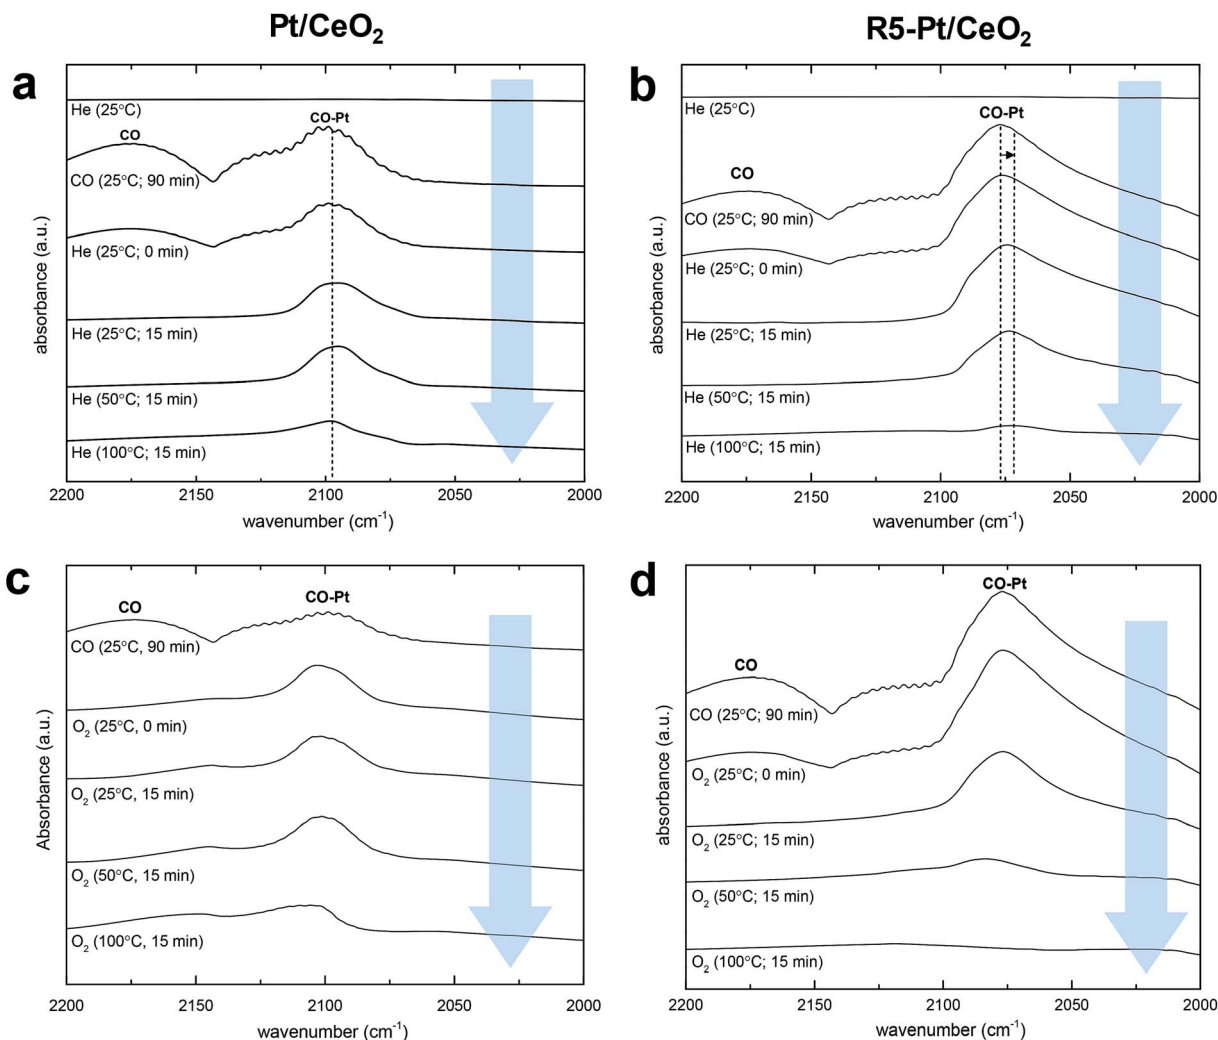 Pt/CeO₂
R5-Pt/CeO₂
a
He (25°C)
CO
CO-Pt
CO (25°C; 90 min)
He (25°C; 0 min)
He (25°C; 15 min)
He (50°C; 15 min)
He (100°C; 15 min)
absorbance (a.u.)
2200
2150
2100
2050
2000
wavenumber (cm⁻¹)
b
He (25°C)
CO-Pt
CO
CO (25°C; 90 min)
He (25°C; 0 min)
He (25°C; 15 min)
He (50°C; 15 min)
He (100°C; 15 min)
absorbance (a.u.)
2200
2150
2100
2050
2000
wavenumber (cm⁻¹)
c
CO
CO-Pt
CO (25°C, 90 min)
O₂ (25°C, 0 min)
O₂ (25°C, 15 min)
O₂ (50°C, 15 min)
O₂ (100°C, 15 min)
Absorbance (a.u.)
2200
2150
2100
2050
2000
wavenumber (cm⁻¹)
d
CO-Pt
CO
CO (25°C; 90 min)
O₂ (25°C; 0 min)
O₂ (25°C; 15 min)
O₂ (50°C; 15 min)
O₂ (100°C; 15 min)
absorbance (a.u.)
2200
2150
2100
2050
2000
wavenumber (cm⁻¹)